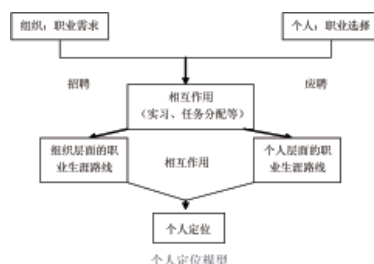 组织：职业需求
个人：职业选择
招聘
应聘
相互作用
（实习、任务分配等）
组织层面的职
业生涯路线
相互作用
个人层面的职
业生涯路线
个人定位
个人定位模型